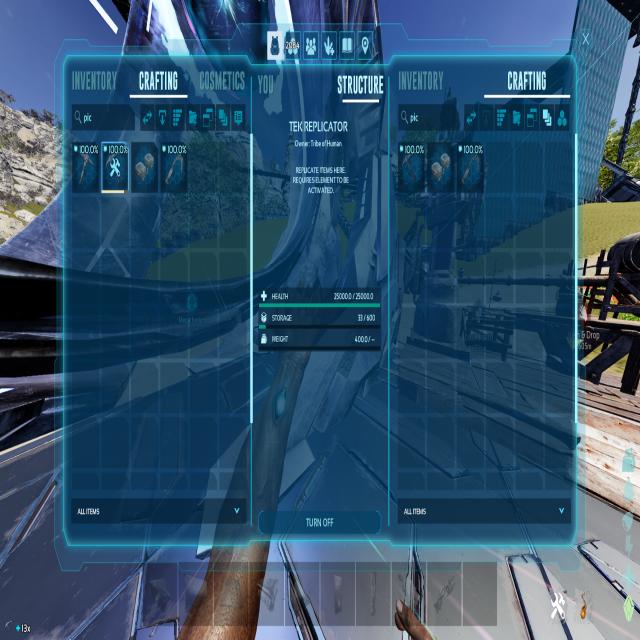 INVENTORY CRAFTING COSMETICS
YOU STRUCTURE
INVENTORY CRAFTING
pic
pic
TEK REPLICATOR
Owner: Tribe of Human
REPLICATE ITEMS HERE.
REQUIRES ELEMENT TO BE
ACTIVATED.
100.0% 100.0% 100.0%
100.0% 100.0%
HEALTH 25000.0 / 25000.0
STORAGE 33 / 600
WEIGHT 400.0 / --
ALL ITEMS
ALL ITEMS
TURN OFF
& Drop
13x